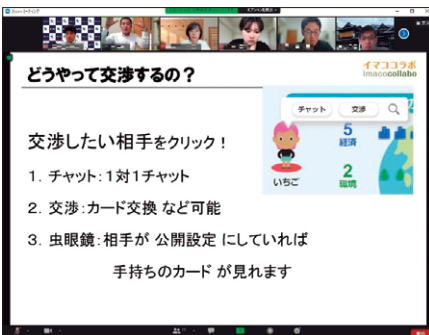 どうやって交渉するの？
イマココラボ
imacocollabo
チャット 交渉
交渉したい相手をクリック！
5
経済
2
環境
いちご
1. チャット：1対1チャット
2. 交渉：カード交換 など可能
3. 虫眼鏡：相手が 公開設定 にしていれば
手持ちのカード が見れます